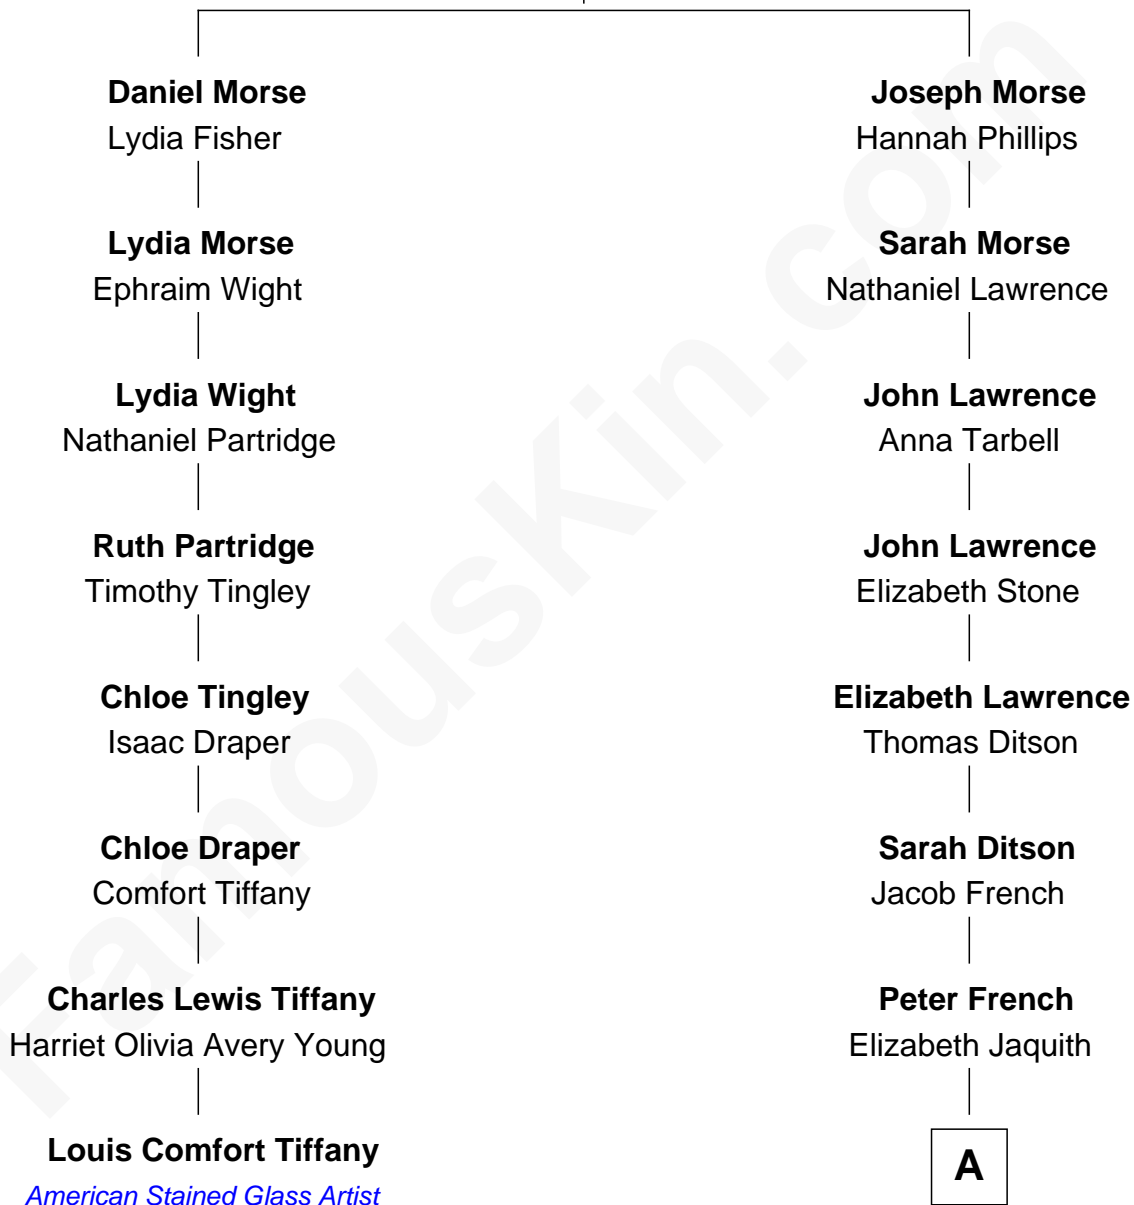 Daniel Morse
Lydia Fisher
Lydia Morse
Ephraim Wight
Lydia Wight
Nathaniel Partridge
Ruth Partridge
Timothy Tingley
Chloe Tingley
Isaac Draper
Chloe Draper
Comfort Tiffany
Charles Lewis Tiffany
Harriet Olivia Avery Young
Louis Comfort Tiffany
American Stained Glass Artist
Joseph Morse
Hannah Phillips
Sarah Morse
Nathaniel Lawrence
John Lawrence
Anna Tarbell
John Lawrence
Elizabeth Stone
Elizabeth Lawrence
Thomas Ditson
Sarah Ditson
Jacob French
Peter French
Elizabeth Jaquith
A
FamousKin.com